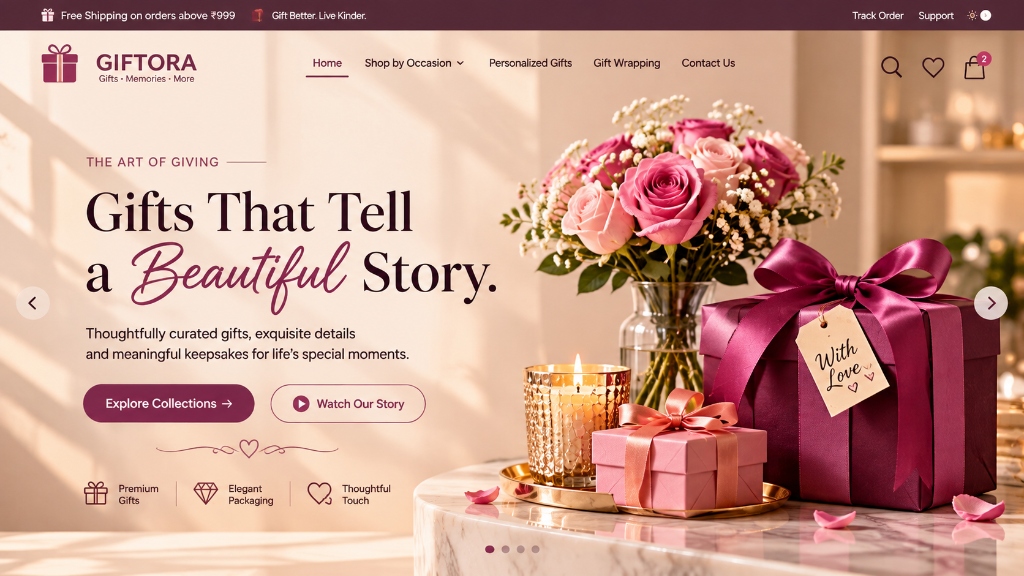 Free Shipping on orders above ₹999
Gift Better. Live Kinder.
Track Order
Support
GIFTORA
Gifts • Memories • More
Home
Shop by Occasion
Personalized Gifts
Gift Wrapping
Contact Us
2
THE ART OF GIVING
Gifts That Tell
a Beautiful Story.
Thoughtfully curated gifts, exquisite details
and meaningful keepsakes for life's special moments.
Explore Collections →
Watch Our Story
With
Love
Premium
Gifts
Elegant
Packaging
Thoughtful
Touch